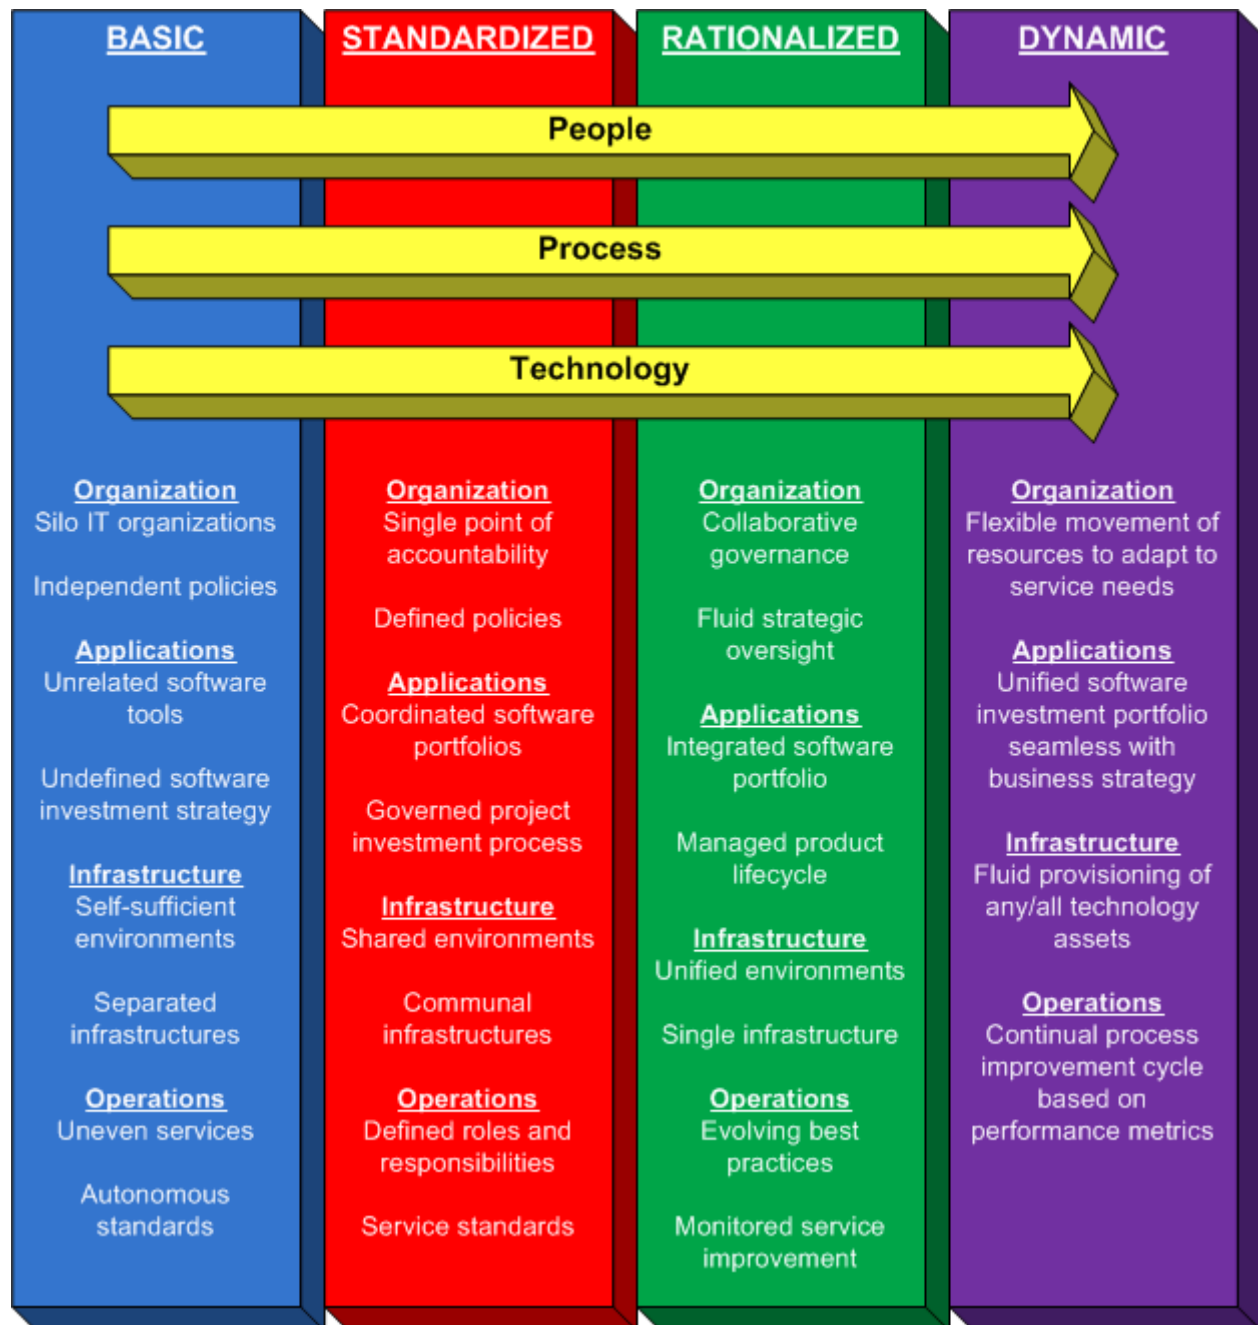 BASIC
STANDARDIZED
RATIONALIZED
DYNAMIC
People
Process
Technology
Organization
Silo IT organizations
Independent policies
Applications
Unrelated software
tools
Undefined software
investment strategy
Infrastructure
Self-sufficient
environments
Separated
infrastructures
Operations
Uneven services
Autonomous
standards
Organization
Single point of
accountability
Defined policies
Applications
Coordinated software
portfolios
Governed project
investment process
Infrastructure
Shared environments
Communal
infrastructures
Operations
Defined roles and
responsibilities
Service standards
Organization
Collaborative
governance
Fluid strategic
oversight
Applications
Integrated software
portfolio
Managed product
lifecycle
Infrastructure
Unified environments
Single infrastructure
Operations
Evolving best
practices
Monitored service
improvement
Organization
Flexible movement of
resources to adapt to
service needs
Applications
Unified software
investment portfolio
seamless with
business strategy
Infrastructure
Fluid provisioning of
any/all technology
assets
Operations
Continual process
improvement cycle
based on
performance metrics